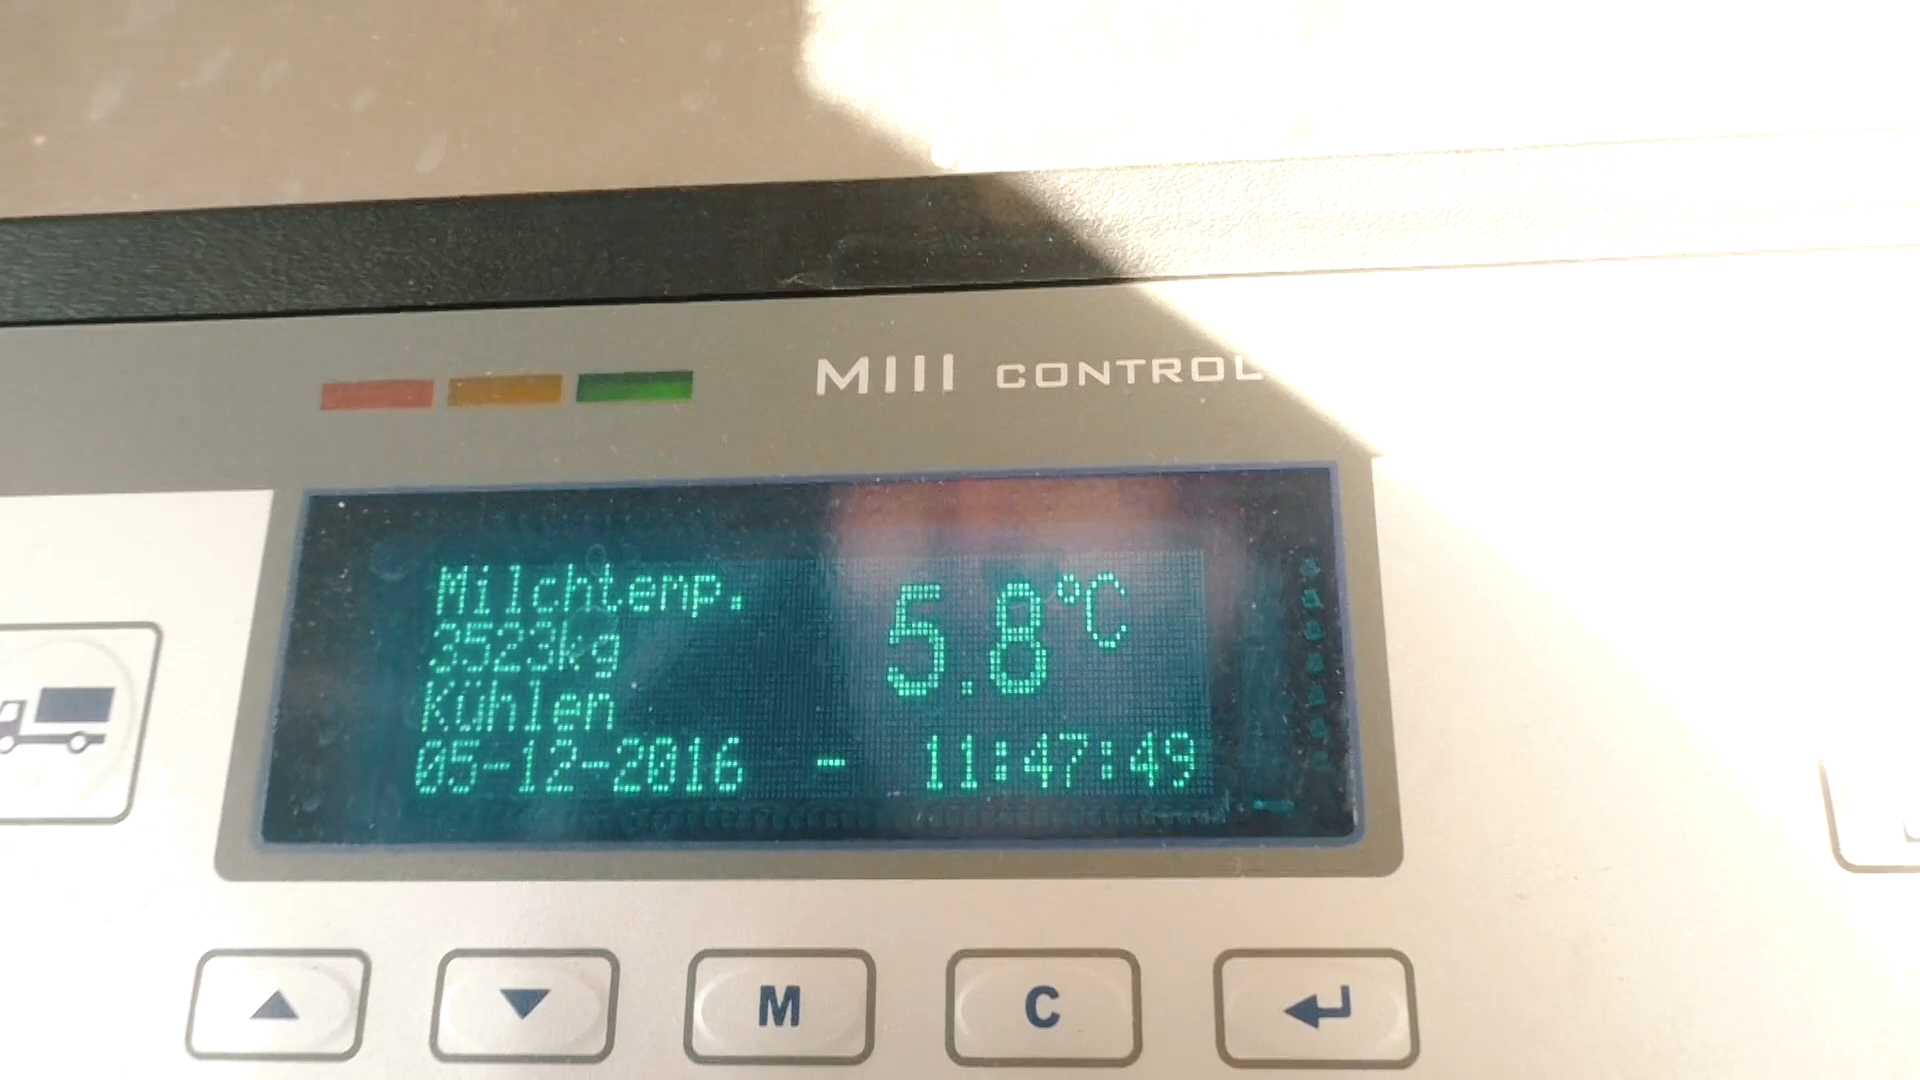 MIII CONTROL
Milchtemp.
5.8°C
3523kg
Kühlen
05-12-2016 - 11:47:49
M
C